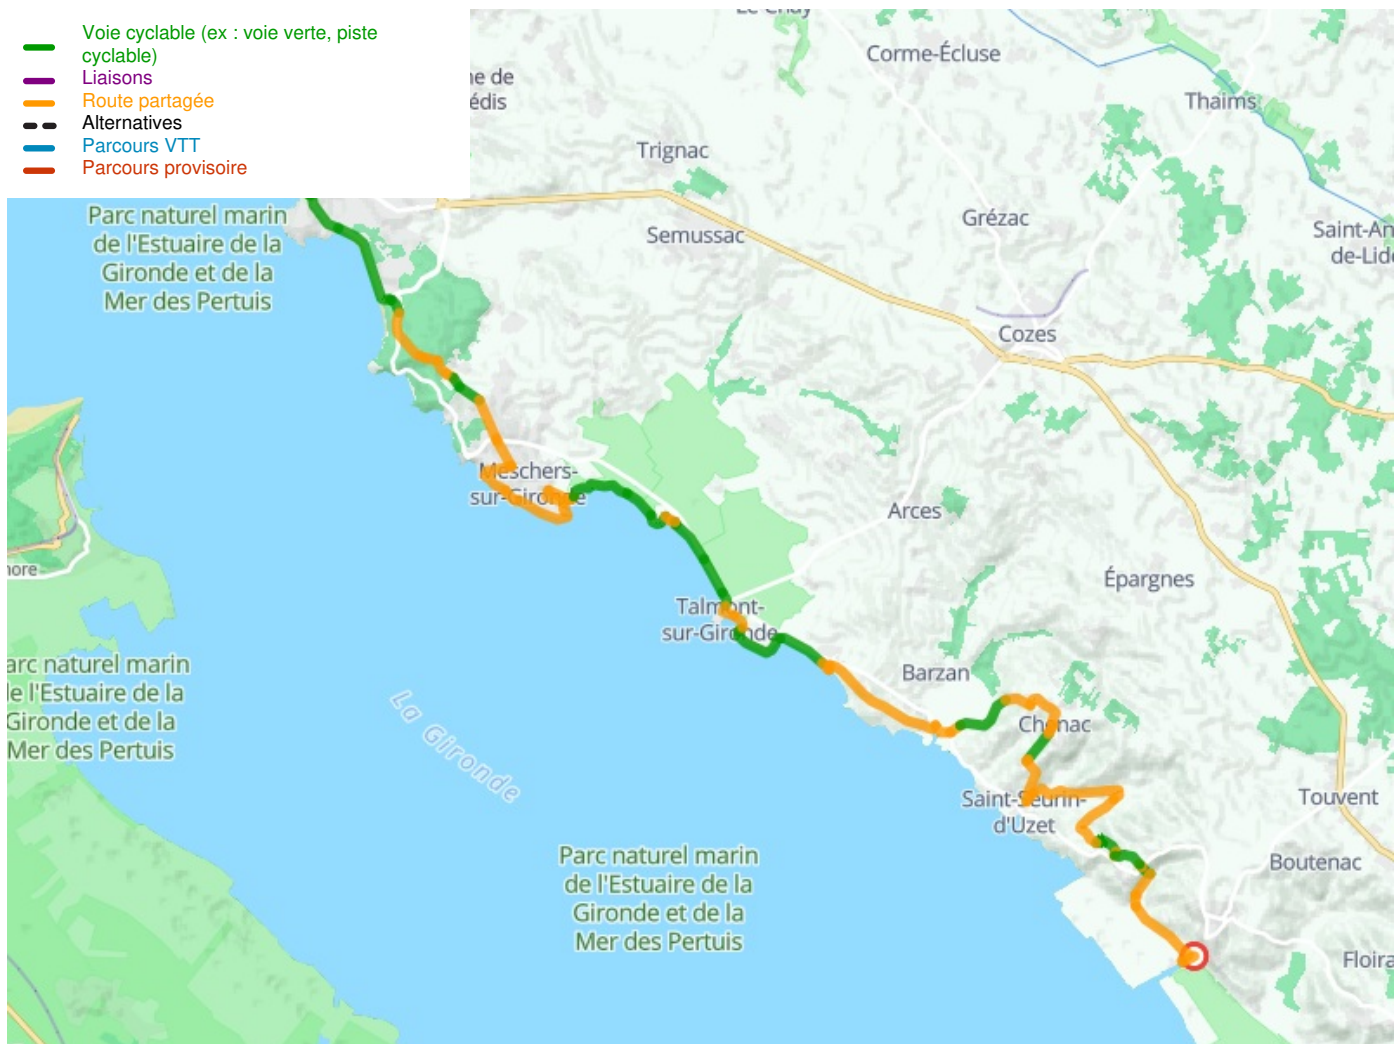 Voie cyclable (ex : voie verte, piste
cyclable)
Liaisons
Route partagée
Alternatives
Parcours VTT
Parcours provisoire
Corme-Écluse
Thaims
Trignac
Parc naturel marin
de l'Estuaire de la
Gironde et de la
Mer des Pertuis
Semussac
Grézac
Saint-An
de-Lide
Cozes
Meschers-
sur-Gironde
Arces
Épargnes
Talmont-
sur-Gironde
arc naturel marin
de l'Estuaire de la
Gironde et de la
Mer des Pertuis
La Gironde
Barzan
Chenac
Saint-Seurin-
d'Uzet
Touvent
Parc naturel marin
de l'Estuaire de la
Gironde et de la
Mer des Pertuis
Boutenac
Floira